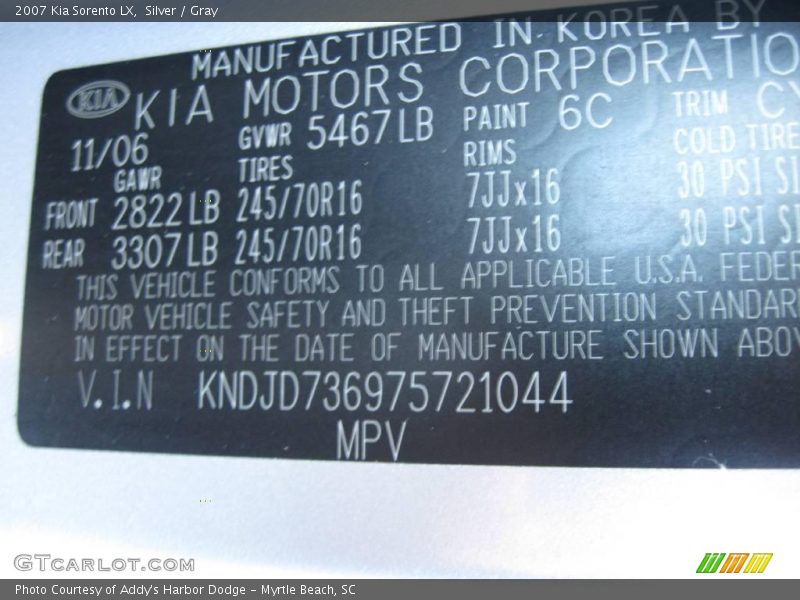 2007 Kia Sorento LX, Silver / Gray
MANUFACTURED IN KOREA BY
KIA KIA MOTORS CORPORATIO
11/06 GVWR 5467LB PAINT 6C TRIM CY
GAWR TIRES RIMS COLD TIRE
FRONT 2822LB 245/70R16 7JJx16 30 PSI SI
REAR 3307LB 245/70R16 7JJx16 30 PSI SI
THIS VEHICLE CONFORMS TO ALL APPLICABLE U.S.A. FEDER
MOTOR VEHICLE SAFETY AND THEFT PREVENTION STANDAR
IN EFFECT ON THE DATE OF MANUFACTURE SHOWN ABOV
V.I.N KNDJD736975721044
MPV
GTCARLOT.COM
Photo Courtesy of Addy's Harbor Dodge - Myrtle Beach, SC